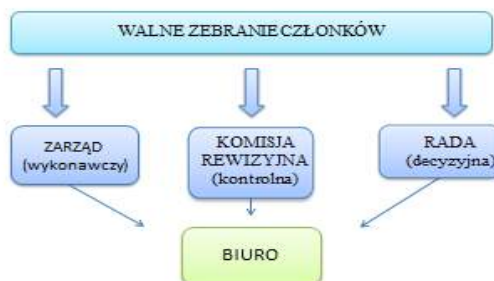 WALNE ZEBRANIE CZŁONKÓW
ZARZĄD
(wykonawczy)
KOMISJA
REWIZYJNA
(kontrolna)
RADA
(decyzyjna)
BIURO